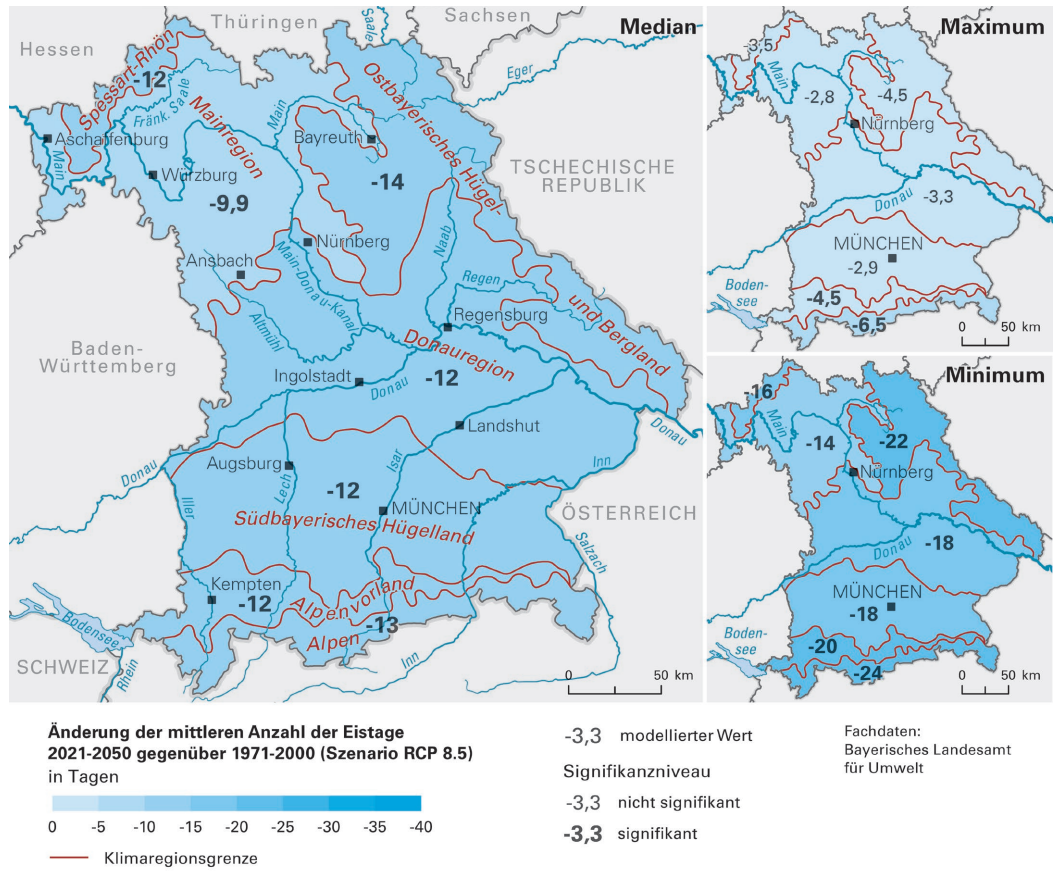 Median
Hessen
Thüringen
Sachsen
Saale
Eger
Spessart-Rhön
-12
Fränk. Saale
Aschaffenburg
Main
Würzburg
Mainregion
-9,9
Main
Bayreuth
-14
Ostbayerisches Hügel-
und Bergland
TSCHECHISCHE
REPUBLIK
Nürnberg
Ansbach
Main-Donau-Kanal
Naab
Regen
Altmühl
Regensburg
Baden-
Württemberg
Donauregion
Ingolstadt
-12
Donau
Landshut
Donau
Donau
Augsburg
Isar
Inn
Lech
Iller
-12
MÜNCHEN
ÖSTERREICH
Südbayerisches Hügelland
Salzach
Kempten
-12
Alpenvorland
-13
Alpen
Bodensee
SCHWEIZ
Rhein
Inn
0 50 km
Maximum
-3,5
Main
-2,8
-4,5
Nürnberg
-3,3
Donau
MÜNCHEN
-2,9
Boden-
see
-4,5
-6,5
0 50 km
Minimum
-16
Main
-14
-22
Nürnberg
Donau
-18
MÜNCHEN
-18
Boden-
see
-20
-24
0 50 km
Änderung der mittleren Anzahl der Eistage
2021-2050 gegenüber 1971-2000 (Szenario RCP 8.5)
in Tagen
0 -5 -10 -15 -20 -25 -30 -35 -40
Klimaregionsgrenze
-3,3 modellierter Wert
Signifikanzniveau
-3,3 nicht signifikant
-3,3 signifikant
Fachdaten:
Bayerisches Landesamt
für Umwelt